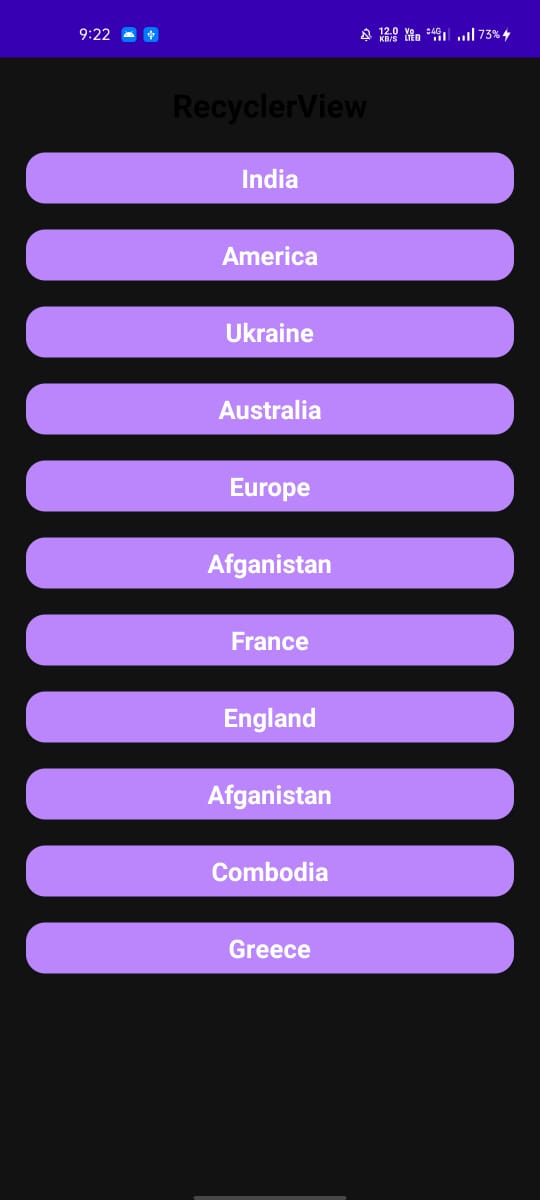 9:22 12.0 KB/S Vo LTE2 4G 73%
RecyclerView
India
America
Ukraine
Australia
Europe
Afganistan
France
England
Afganistan
Combodia
Greece